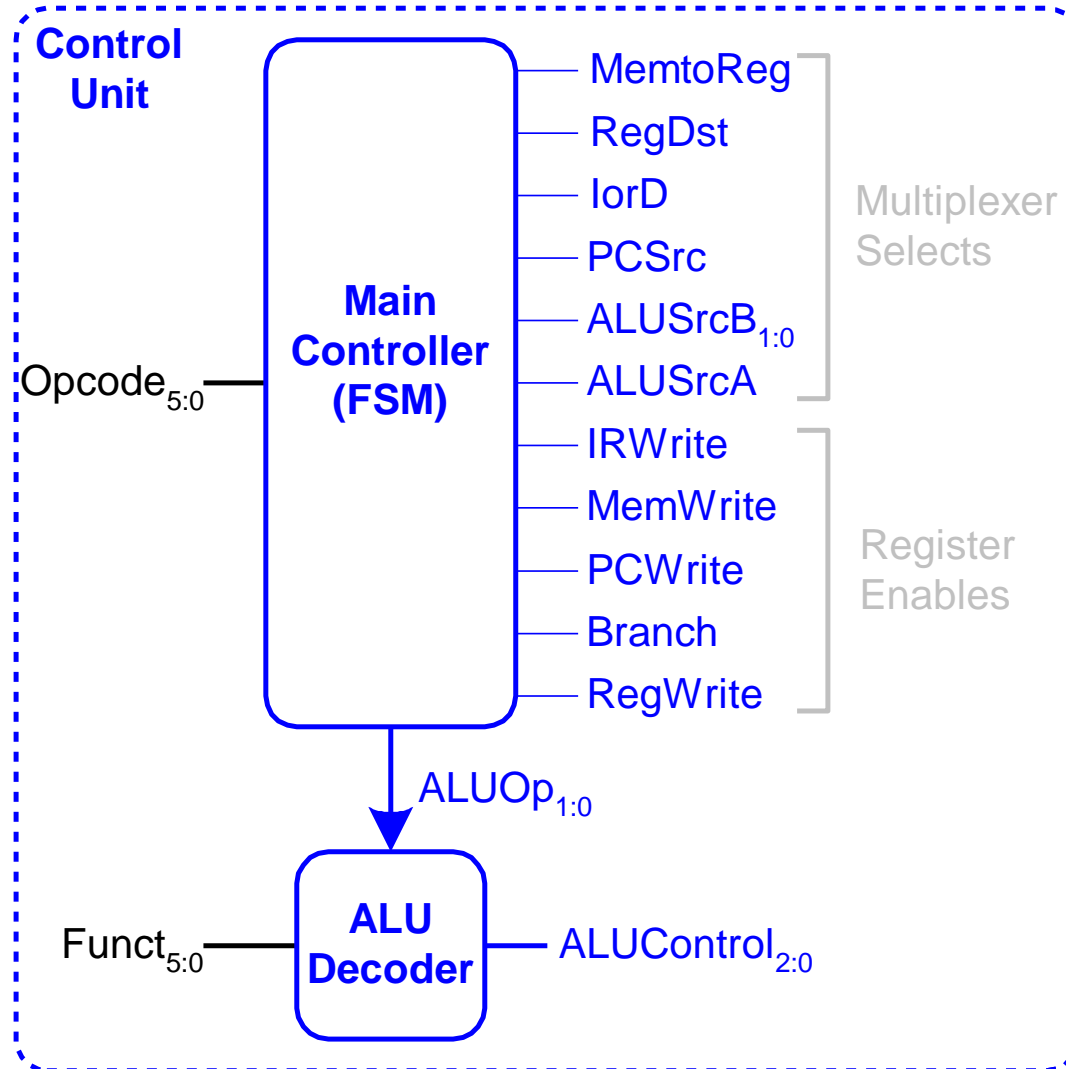 Control
Unit
MemtoReg
RegDst
IorD
PCSrc
ALUSrcB1:0
ALUSrcA
IRWrite
MemWrite
PCWrite
Branch
RegWrite
Multiplexer
Selects
Register
Enables
Main
Controller
(FSM)
Opcode5:0
ALUOp1:0
ALU
Decoder
Funct5:0
ALUControl2:0